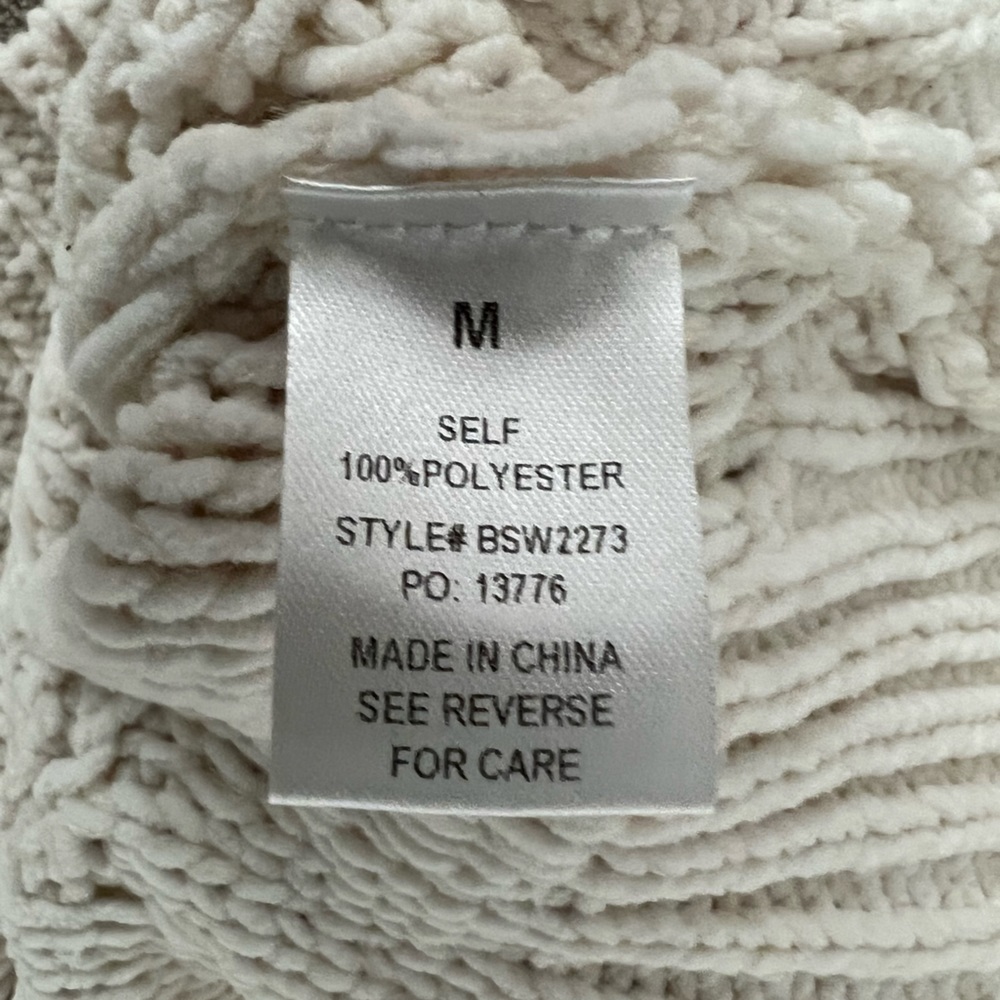 M
SELF
100%POLYESTER
STYLE# BSW2273
PO: 13776
MADE IN CHINA
SEE REVERSE
FOR CARE